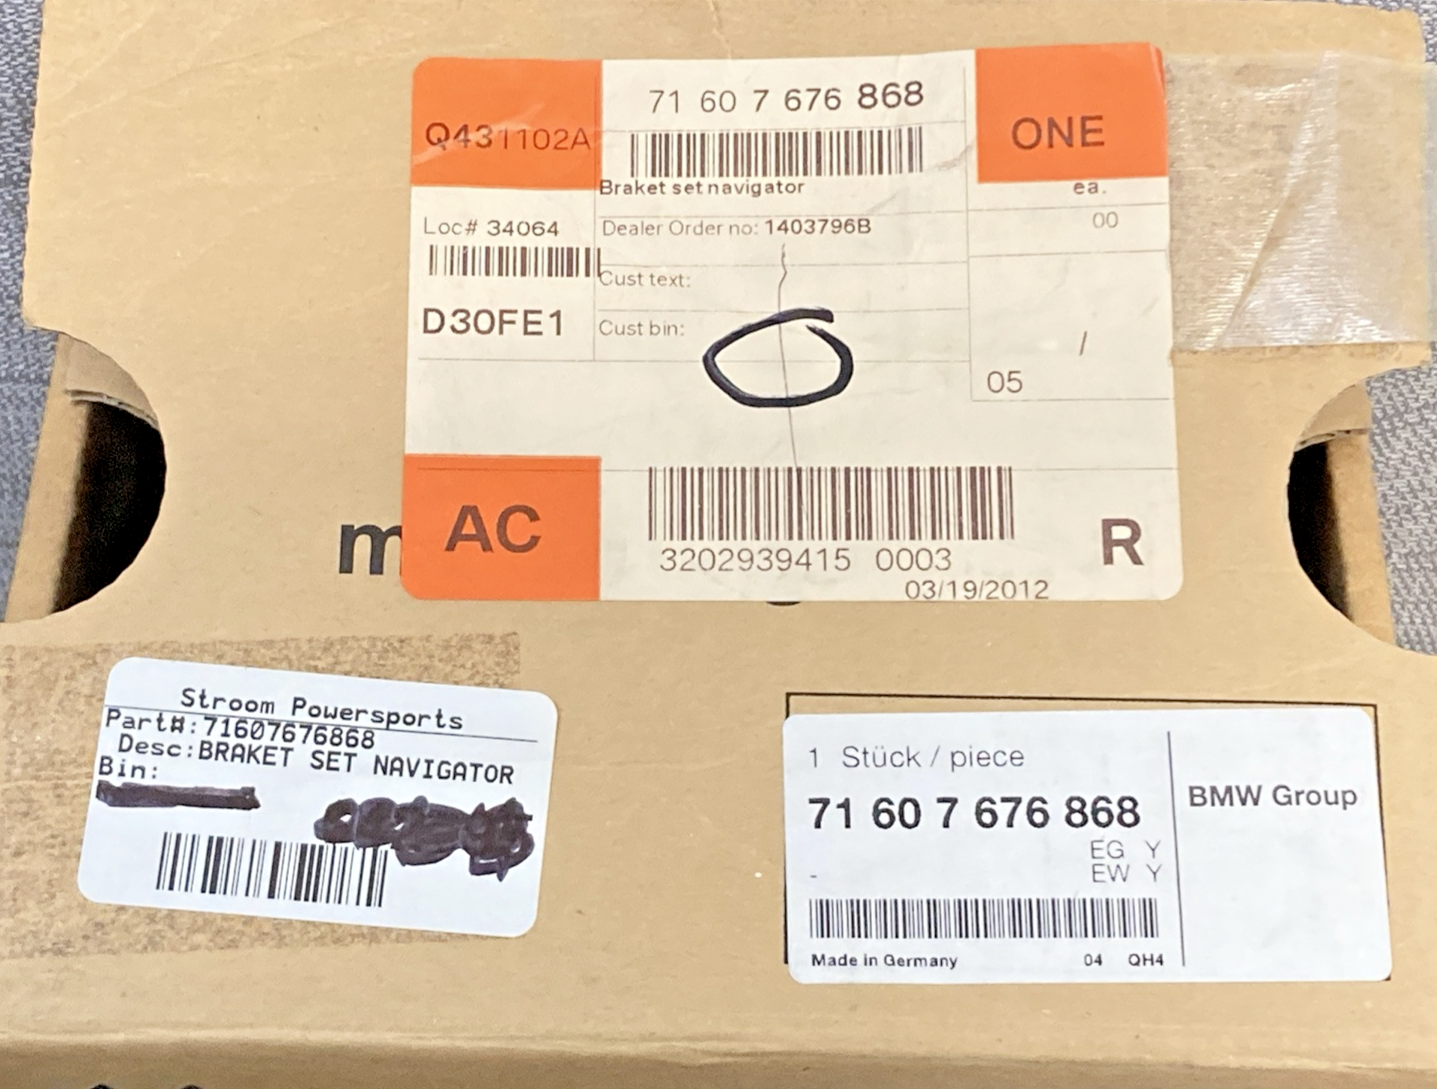 71 60 7 676 868
Q431102A
ONE
Braket set navigator
ea.
Loc# 34064
Dealer Order no: 1403796B
00
Cust text:
D30FE1
Cust bin:
/
05
m
AC
R
3202939415 0003
03/19/2012
Stroom Powersports
Part#:71607676868
Desc:BRAKET SET NAVIGATOR
Bin:
1 Stück / piece
71 60 7 676 868
BMW Group
EG Y
- EW Y
Made in Germany 04 QH4